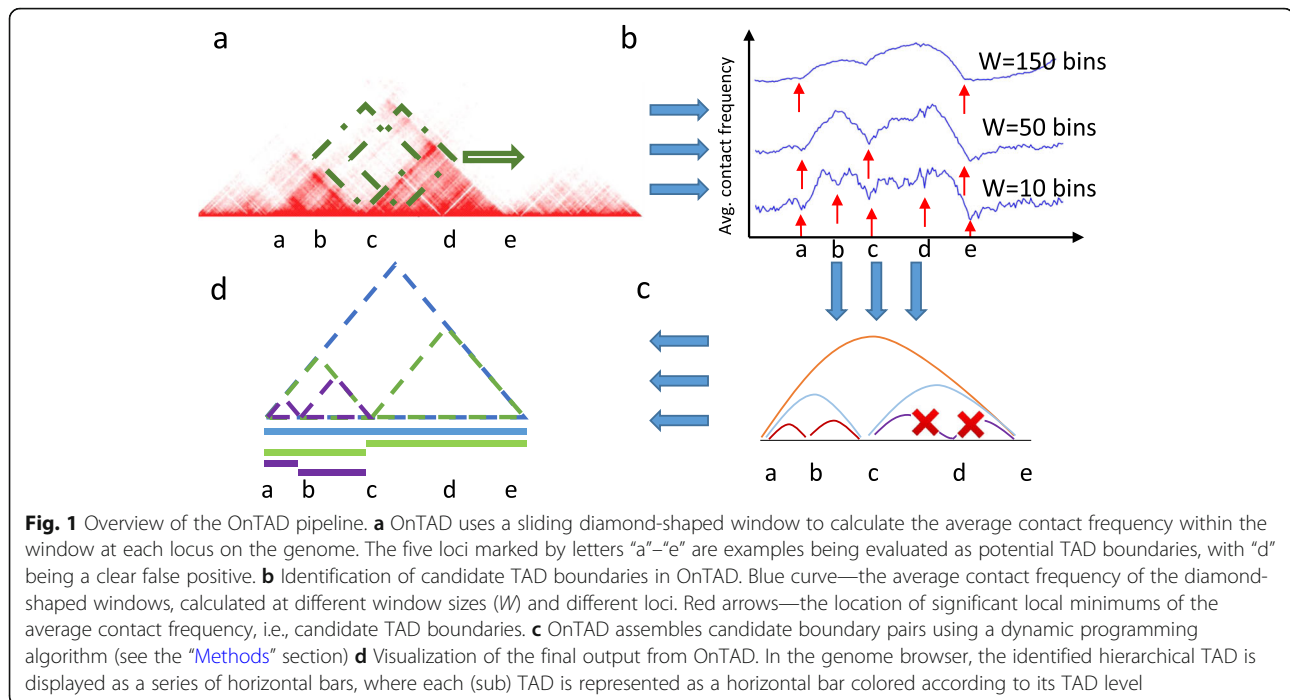 a
a b c d e
b
Avg. contact frequency
W=150 bins
W=50 bins
W=10 bins
a b c d e
d
a b c d e
c
a b c d e
Fig. 1 Overview of the OnTAD pipeline. a OnTAD uses a sliding diamond-shaped window to calculate the average contact frequency within the
window at each locus on the genome. The five loci marked by letters “a”–“e” are examples being evaluated as potential TAD boundaries, with “d”
being a clear false positive. b Identification of candidate TAD boundaries in OnTAD. Blue curve—the average contact frequency of the diamond-
shaped windows, calculated at different window sizes (W) and different loci. Red arrows—the location of significant local minimums of the
average contact frequency, i.e., candidate TAD boundaries. c OnTAD assembles candidate boundary pairs using a dynamic programming
algorithm (see the “Methods” section) d Visualization of the final output from OnTAD. In the genome browser, the identified hierarchical TAD is
displayed as a series of horizontal bars, where each (sub) TAD is represented as a horizontal bar colored according to its TAD level